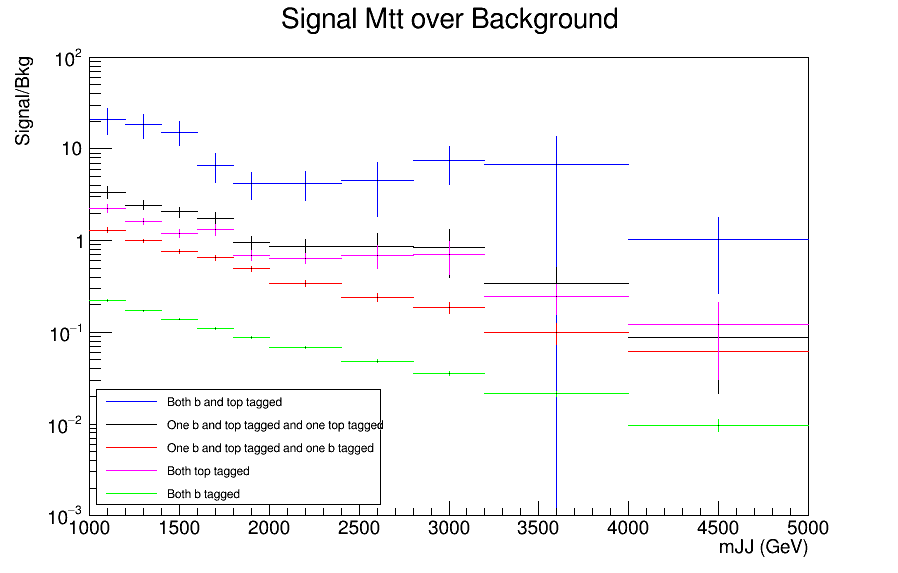 Signal Mtt over Background
Signal/Bkg
10²
10
1
10⁻¹
10⁻²
10⁻³
Both b and top tagged
One b and top tagged and one top tagged
One b and top tagged and one b tagged
Both top tagged
Both b tagged
1000 1500 2000 2500 3000 3500 4000 4500 5000
mJJ (GeV)